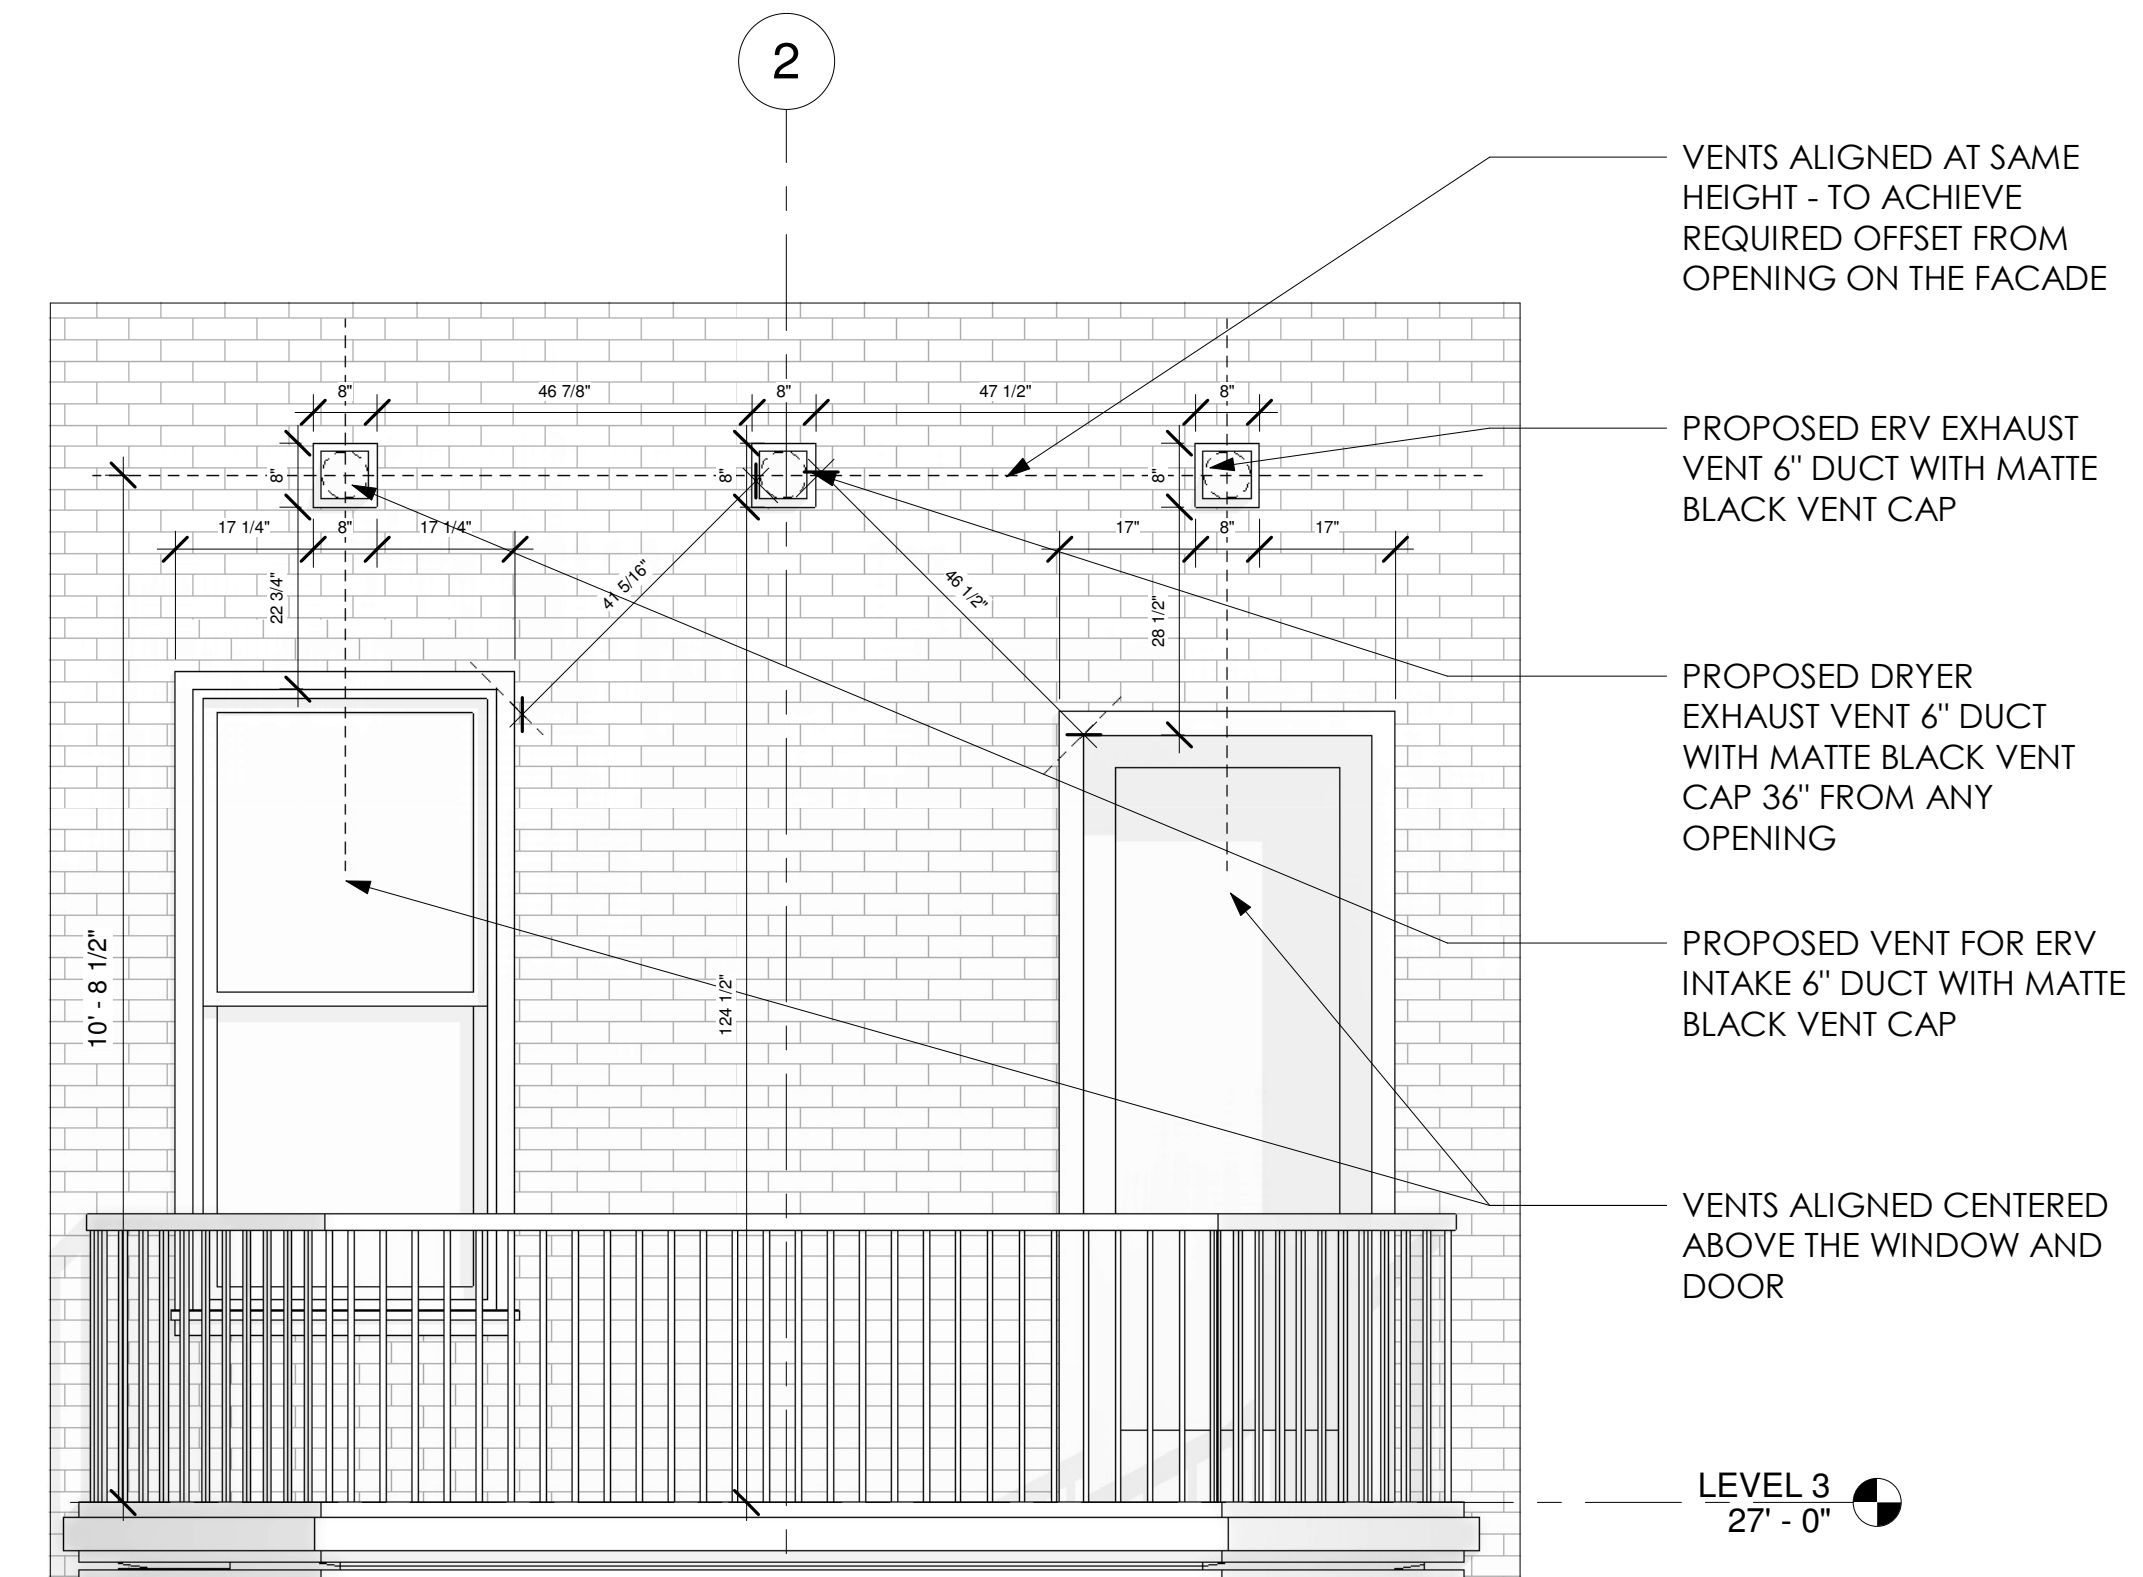 2
VENTS ALIGNED AT SAME
HEIGHT - TO ACHIEVE
REQUIRED OFFSET FROM
OPENING ON THE FACADE
8"
46 7/8"
8"
47 1/2"
8"
PROPOSED ERV EXHAUST
VENT 6" DUCT WITH MATTE
BLACK VENT CAP
8"
8"
8"
17 1/4"
8"
17 1/4"
17"
8"
17"
22 3/4"
41 5/16"
46 1/2"
28 1/2"
PROPOSED DRYER
EXHAUST VENT 6" DUCT
WITH MATTE BLACK VENT
CAP 36" FROM ANY
OPENING
10' - 8 1/2"
124 1/2"
PROPOSED VENT FOR ERV
INTAKE 6" DUCT WITH MATTE
BLACK VENT CAP
VENTS ALIGNED CENTERED
ABOVE THE WINDOW AND
DOOR
LEVEL 3
27' - 0"